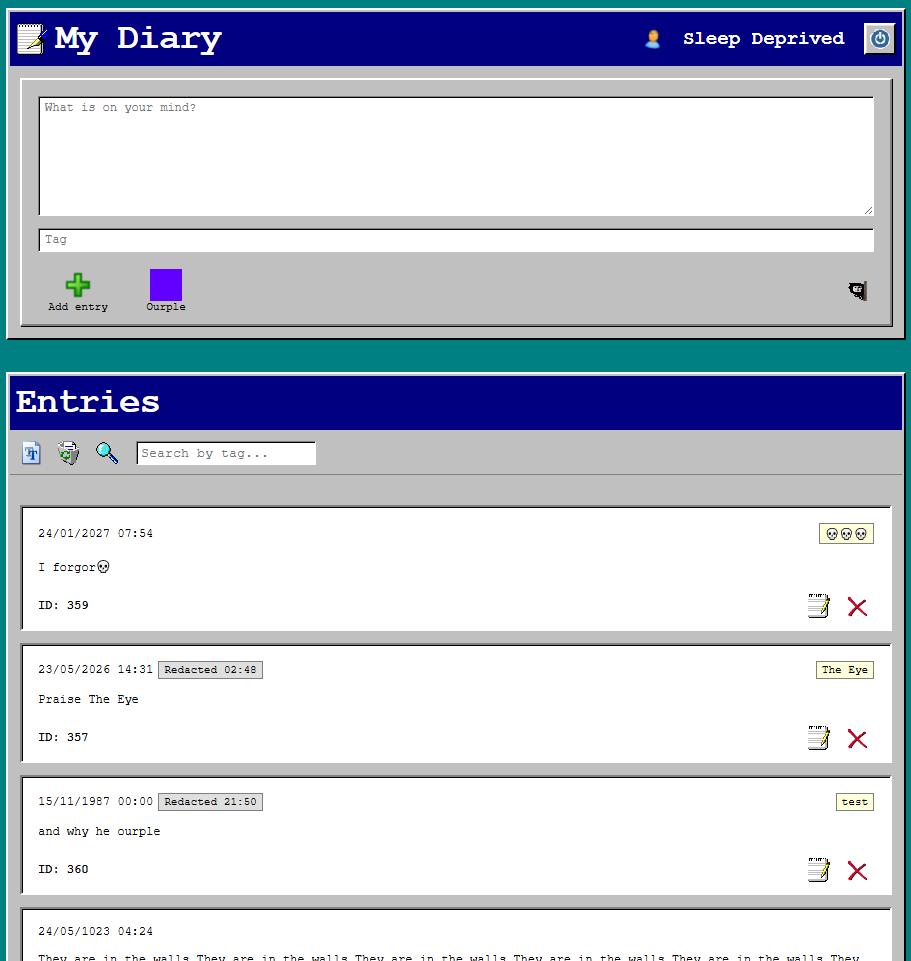 My Diary
Sleep Deprived
What is on your mind?
Tag
Add entry
Ourple
Entries
Search by tag...
24/01/2027 07:54
💀💀💀
I forgor💀
ID: 359
23/05/2026 14:31 Redacted 02:48
The Eye
Praise The Eye
ID: 357
15/11/1987 00:00 Redacted 21:50
test
and why he ourple
ID: 360
24/05/1023 04:24
They are in the walls They are in the walls They are in the walls They are in the walls They are in the walls They